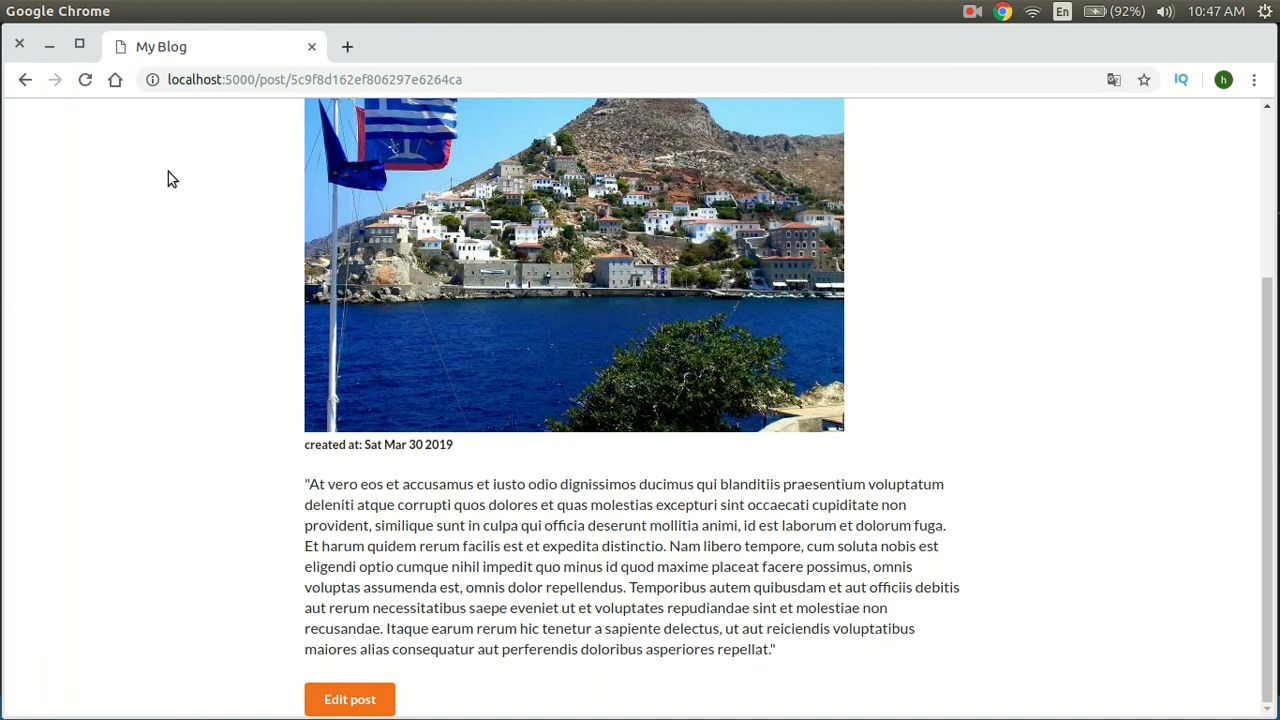 Google Chrome
En
(92%)
10:47 AM
My Blog
localhost:5000/post/5c9f8d162ef806297e6264ca
IQ
h
created at: Sat Mar 30 2019
"At vero eos et accusamus et iusto odio dignissimos ducimus qui blanditiis praesentium voluptatum
deleniti atque corrupti quos dolores et quas molestias excepturi sint occaecati cupiditate non
provident, similique sunt in culpa qui officia deserunt mollitia animi, id est laborum et dolorum fuga.
Et harum quidem rerum facilis est et expedita distinctio. Nam libero tempore, cum soluta nobis est
eligendi optio cumque nihil impedit quo minus id quod maxime placeat facere possimus, omnis
voluptas assumenda est, omnis dolor repellendus. Temporibus autem quibusdam et aut officiis debitis
aut rerum necessitatibus saepe eveniet ut et voluptates repudiandae sint et molestiae non
recusandae. Itaque earum rerum hic tenetur a sapiente delectus, ut aut reiciendis voluptatibus
maiores alias consequatur aut perferendis doloribus asperiores repellat."
Edit post